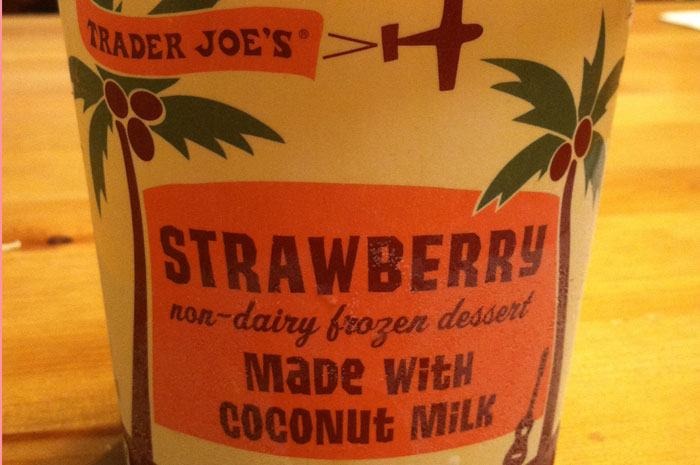 TRADER JOE'S®
STRAWBERRY
non-dairy frozen dessert
MADE WITH
COCONUT MILK